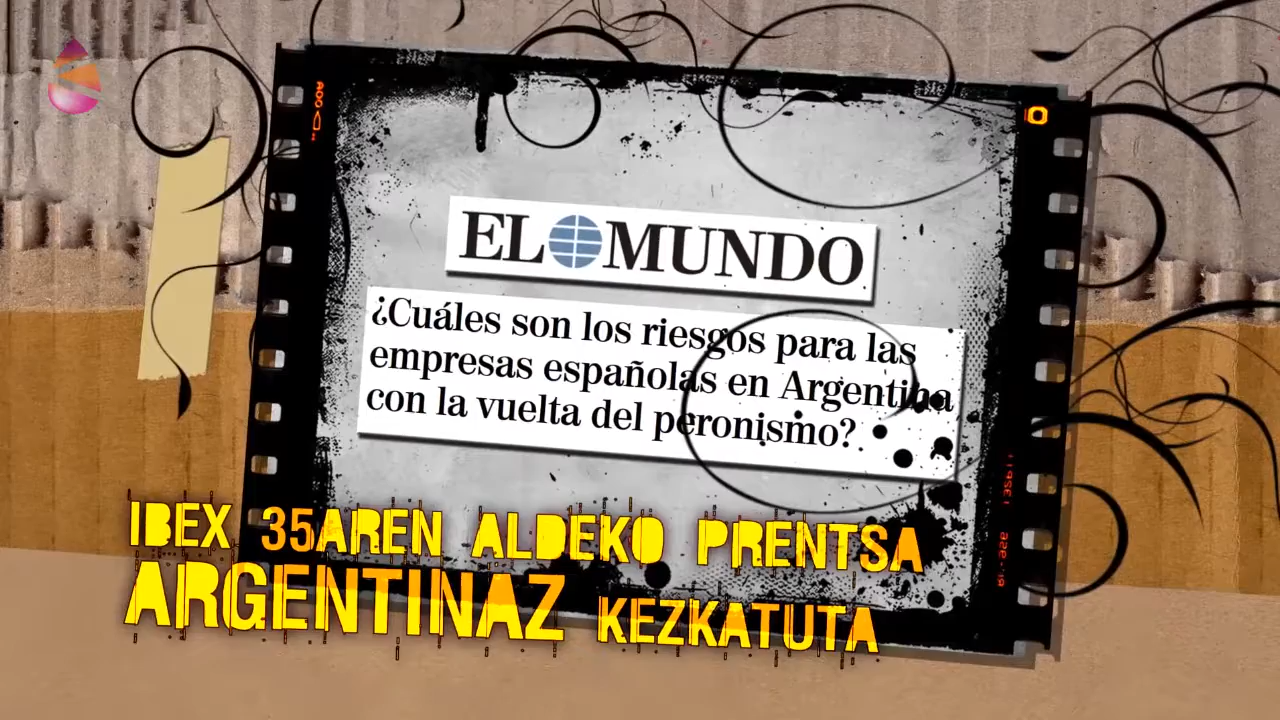 EL MUNDO
¿Cuáles son los riesgos para las
empresas españolas en Argentina
con la vuelta del peronismo?
IBEX 35AREN ALDEKO PRENTSA
ARGENTINAZ KEZKATUTA